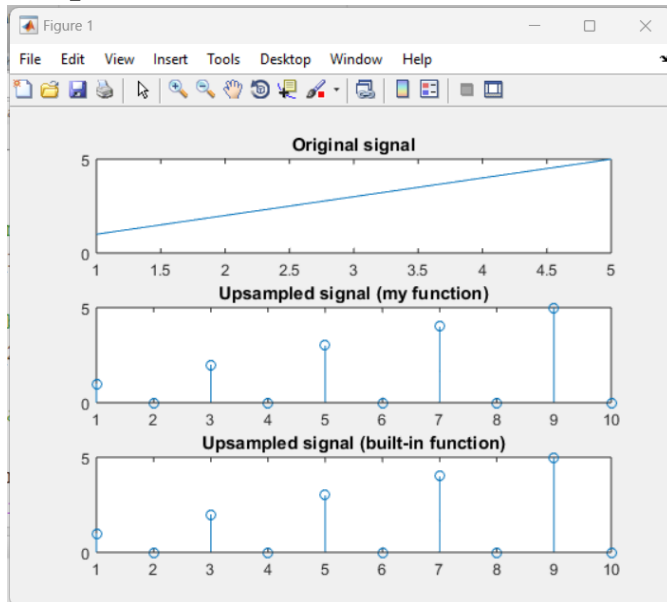 Figure 1
File Edit View Insert Tools Desktop Window Help
Original signal
5
0
1 1.5 2 2.5 3 3.5 4 4.5 5
Upsampled signal (my function)
5
0
1 2 3 4 5 6 7 8 9 10
Upsampled signal (built-in function)
5
0
1 2 3 4 5 6 7 8 9 10